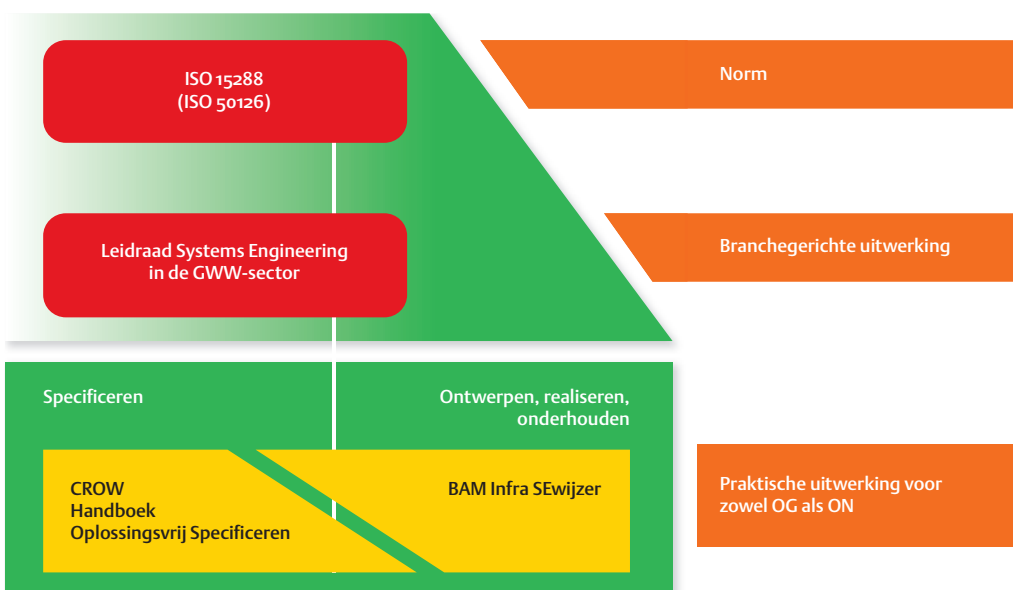 ISO 15288
(ISO 50126)
Norm
Leidraad Systems Engineering
in de GWW-sector
Branchegerichte uitwerking
Specificeren
Ontwerpen, realiseren,
onderhouden
CROW
Handboek
Oplossingsvrij Specificeren
BAM Infra SEwijzer
Praktische uitwerking voor
zowel OG als ON